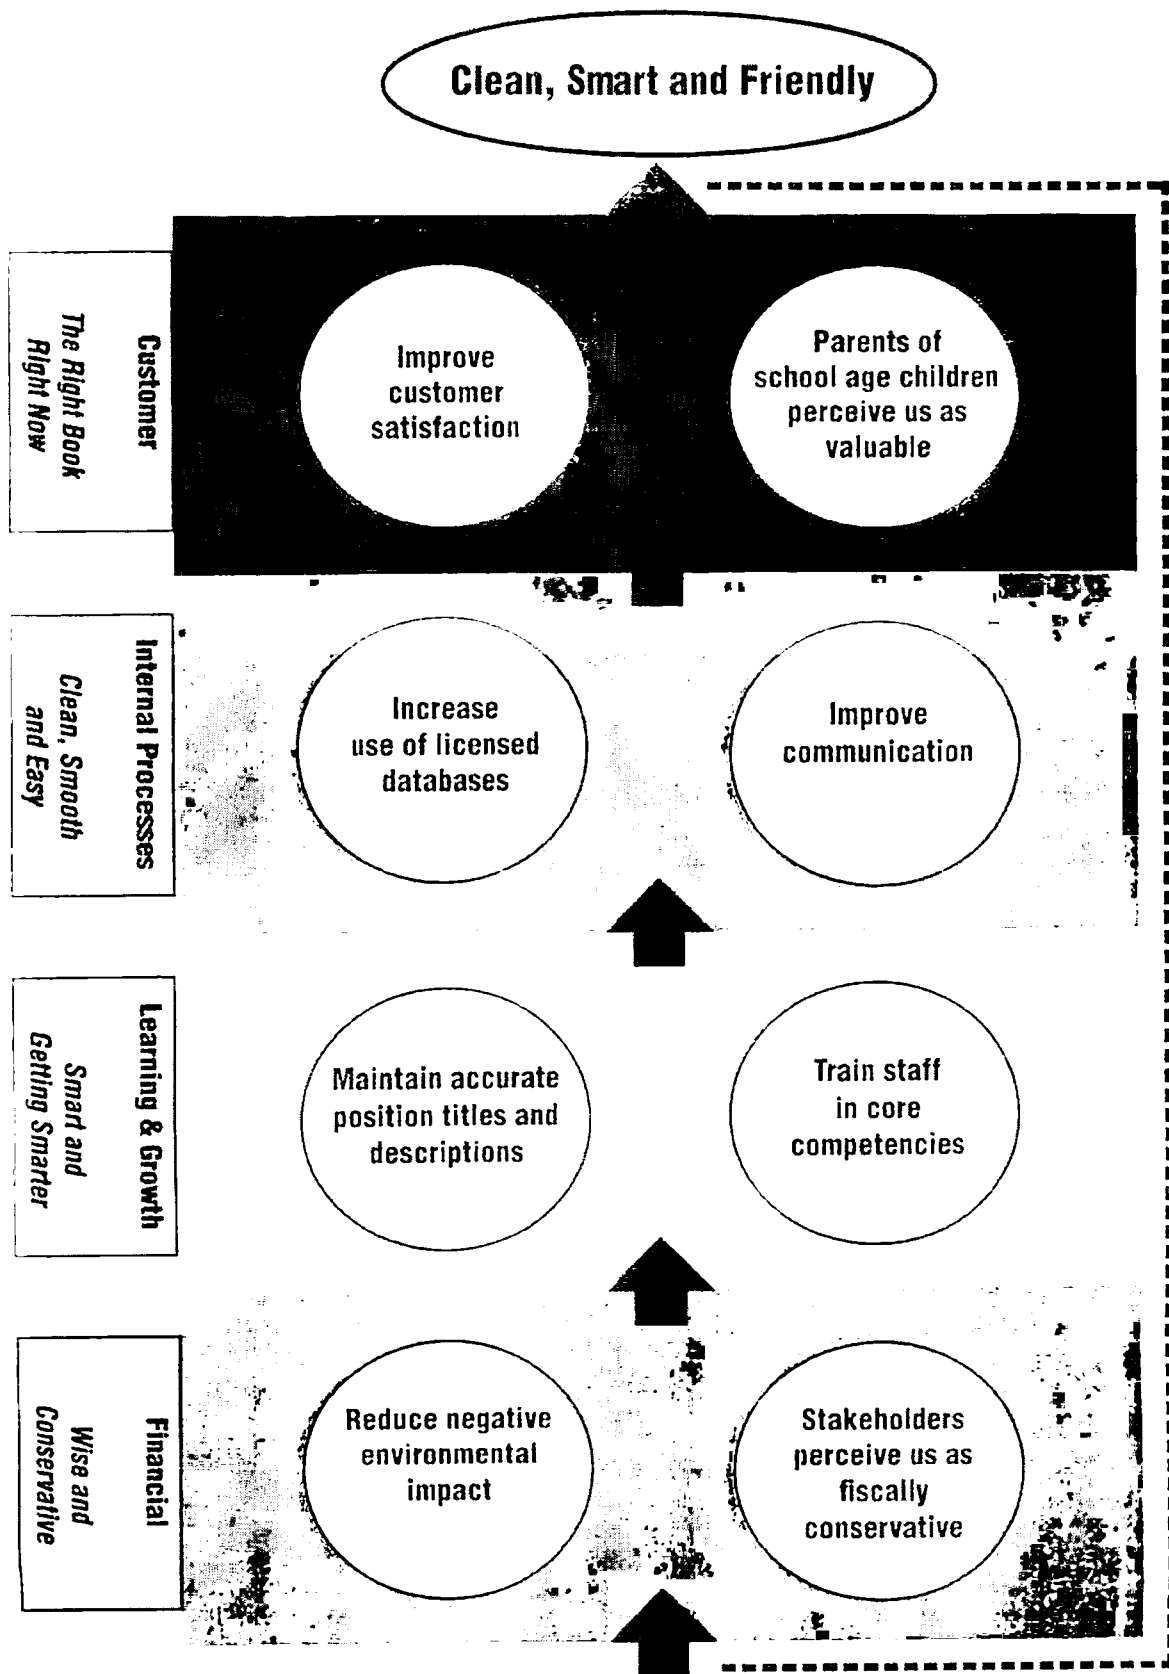 Clean, Smart and Friendly
Customer
The Right Book
Right Now
Improve
customer
satisfaction
Parents of
school age children
perceive us as
valuable
Internal Processes
Clean, Smooth
and Easy
Increase
use of licensed
databases
Improve
communication
Learning & Growth
Smart and
Getting Smarter
Maintain accurate
position titles and
descriptions
Train staff
in core
competencies
Financial
Wise and
Conservative
Reduce negative
environmental
impact
Stakeholders
perceive us as
fiscally
conservative